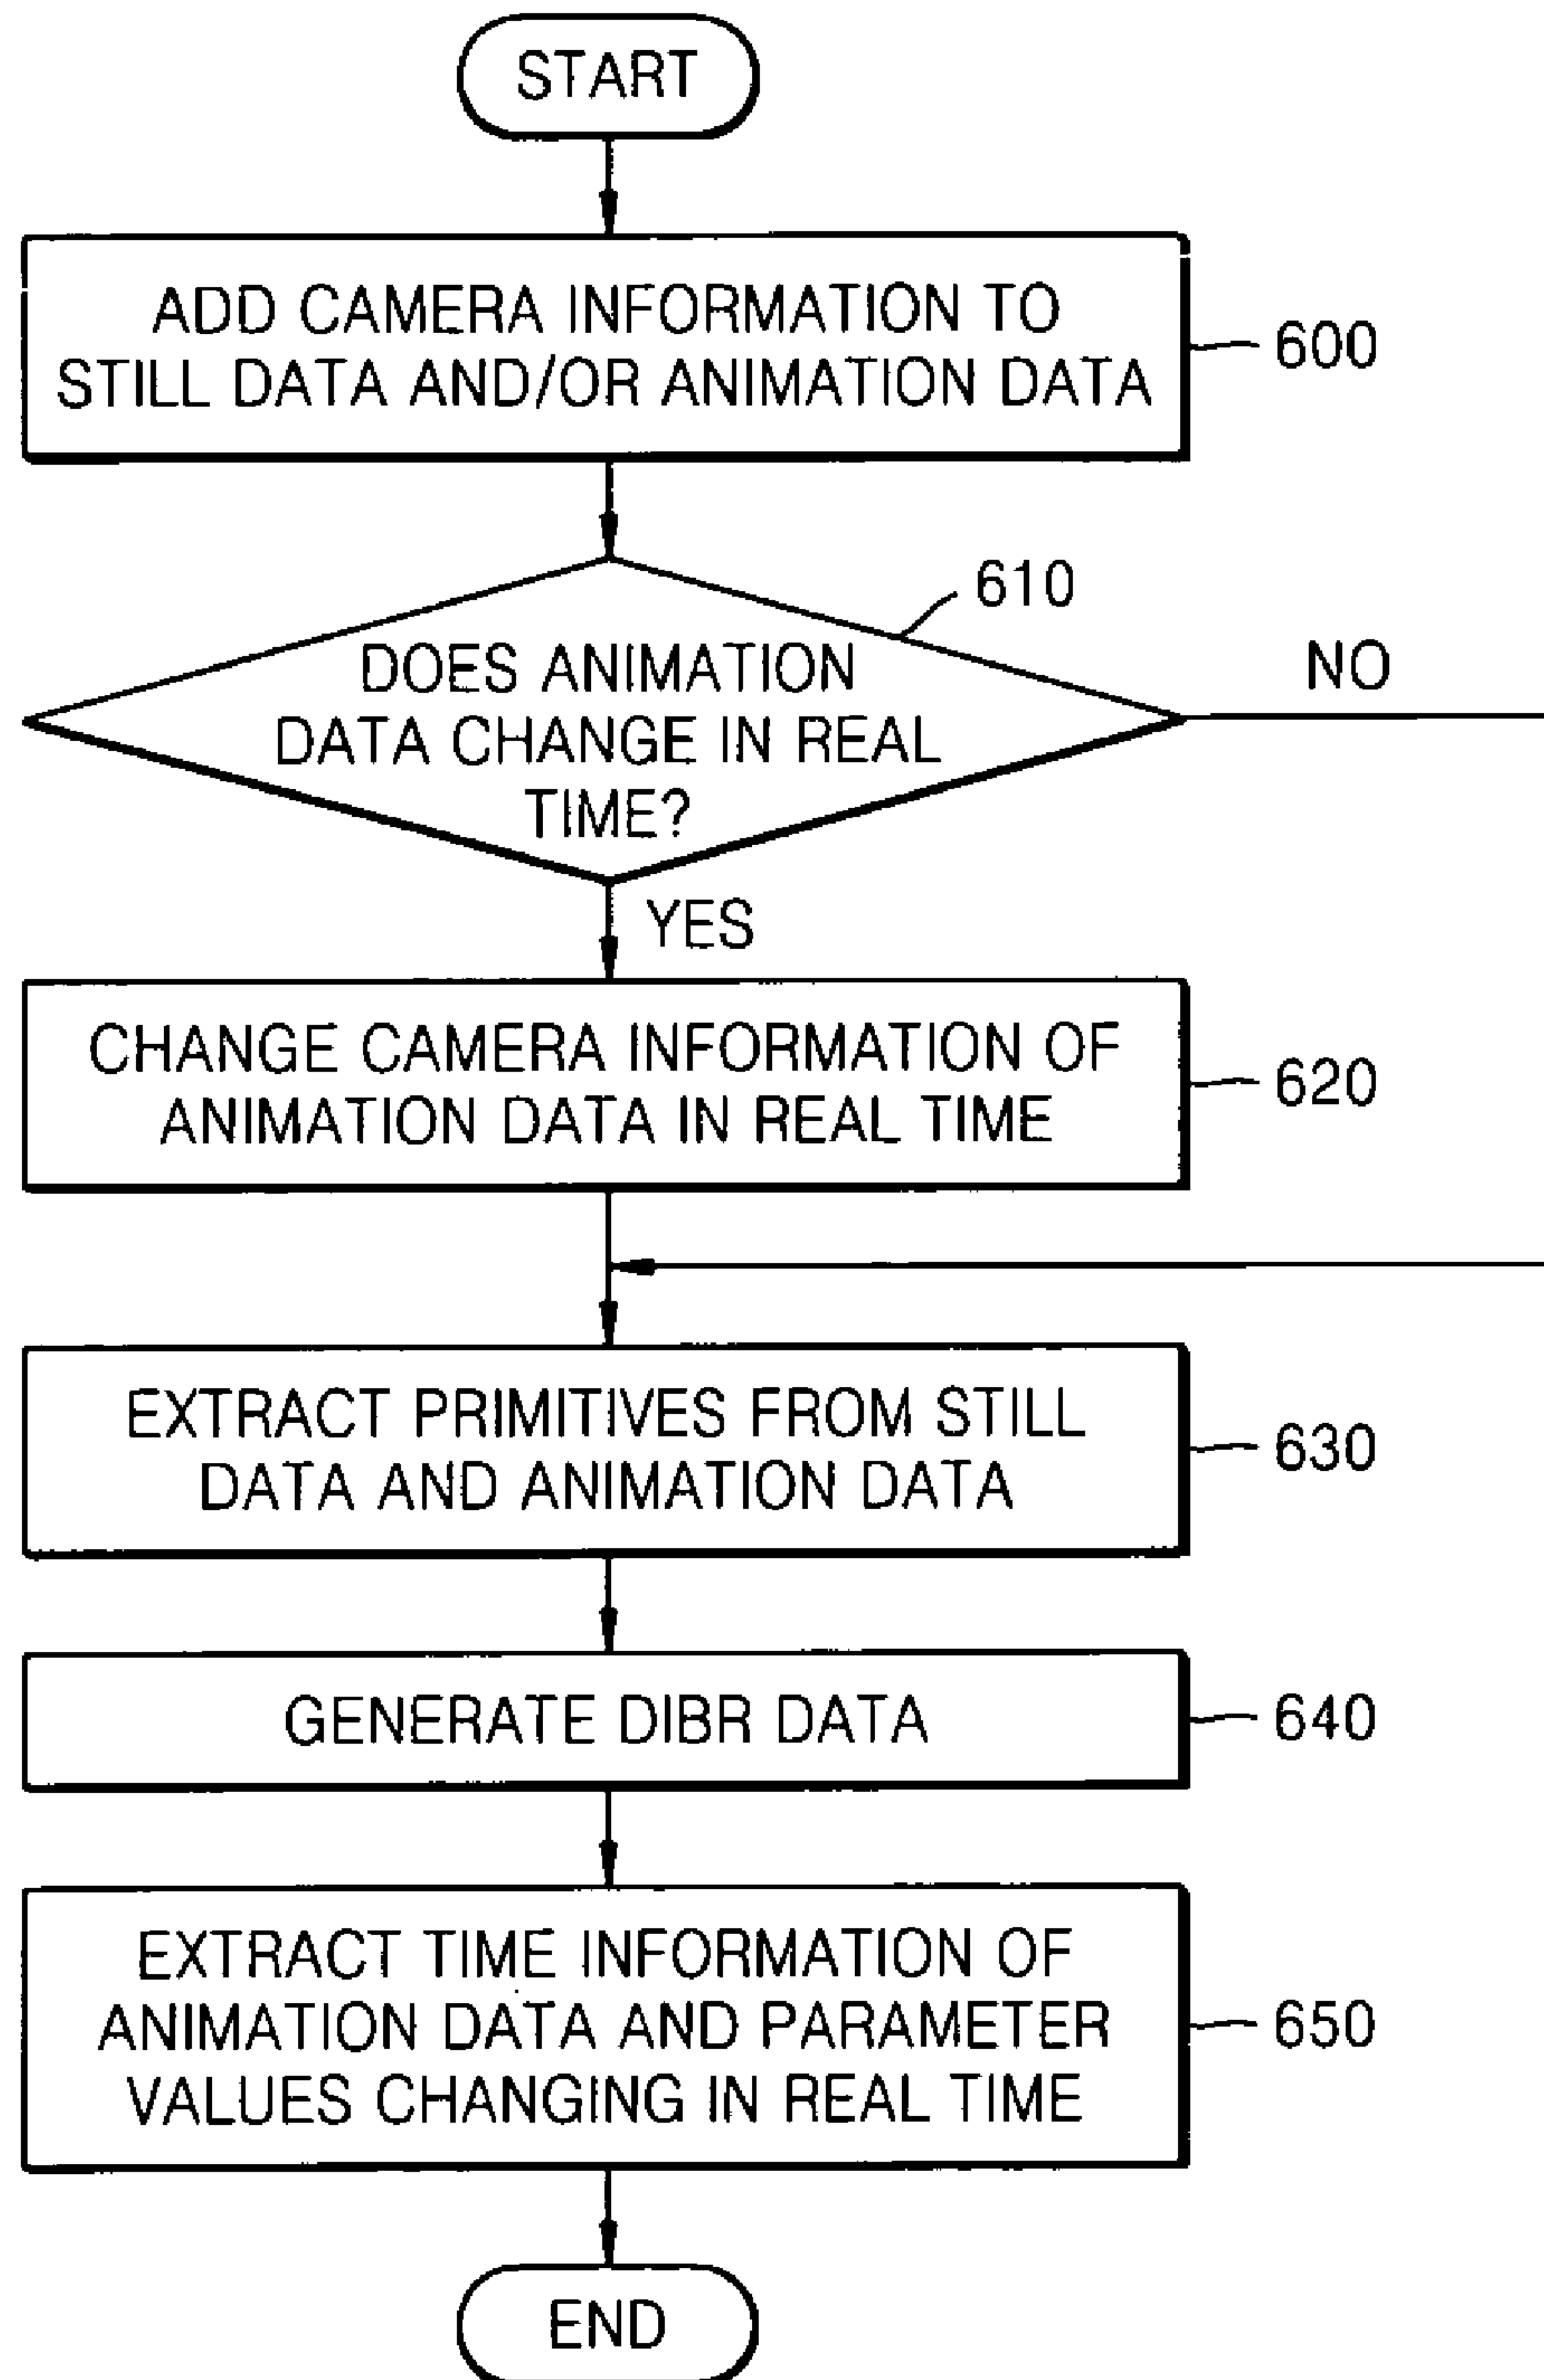 START
ADD CAMERA INFORMATION TO
STILL DATA AND/OR ANIMATION DATA
600
610
DOES ANIMATION
DATA CHANGE IN REAL
TIME?
NO
YES
CHANGE CAMERA INFORMATION OF
ANIMATION DATA IN REAL TIME
620
EXTRACT PRIMITIVES FROM STILL
DATA AND ANIMATION DATA
630
GENERATE DIBR DATA
640
EXTRACT TIME INFORMATION OF
ANIMATION DATA AND PARAMETER
VALUES CHANGING IN REAL TIME
650
END